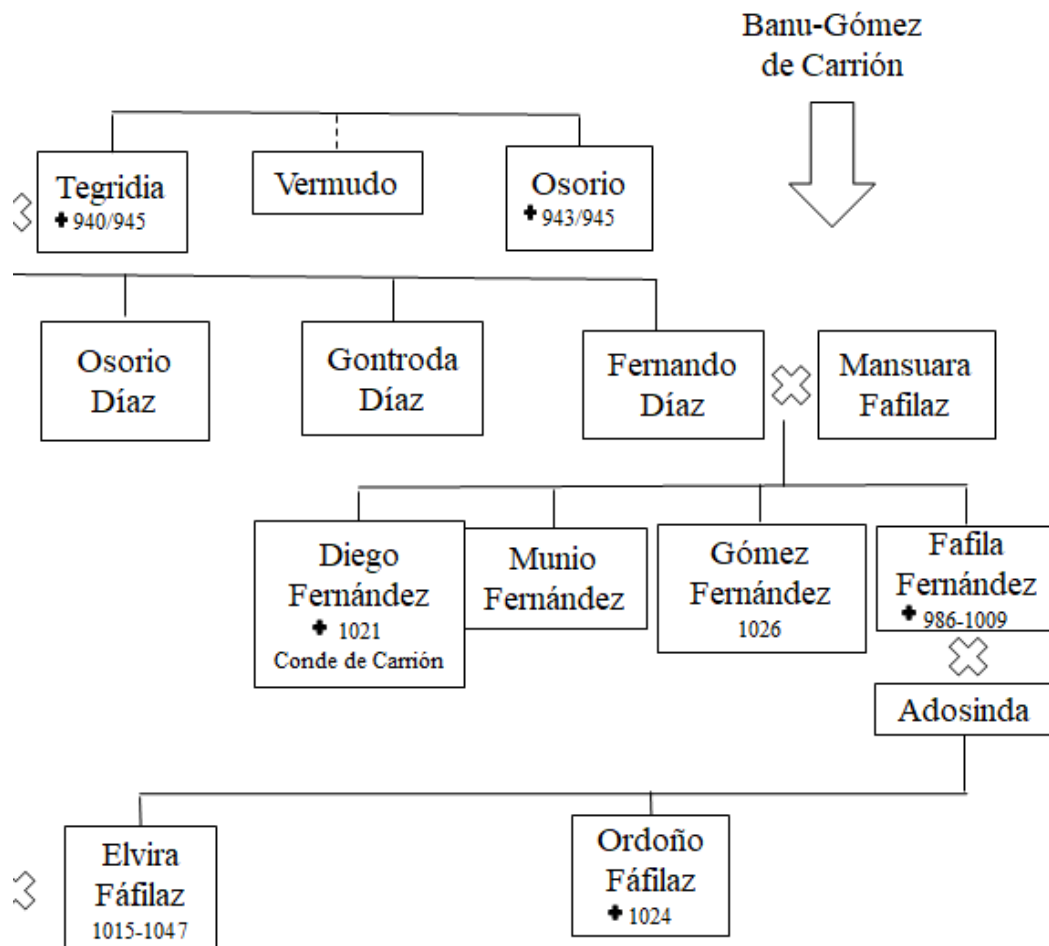 Banu-Gómez
de Carrión
Tegridia
✚ 940/945
Vermudo
Osorio
✚ 943/945
Osorio
Díaz
Gontroda
Díaz
Fernando
Díaz
Mansuara
Fafilaz
Diego
Fernández
✚ 1021
Conde de Carrión
Munio
Fernández
Gómez
Fernández
1026
Fafila
Fernández
✚ 986-1009
Adosinda
Elvira
Fáfilaz
1015-1047
Ordoño
Fáfilaz
✚ 1024